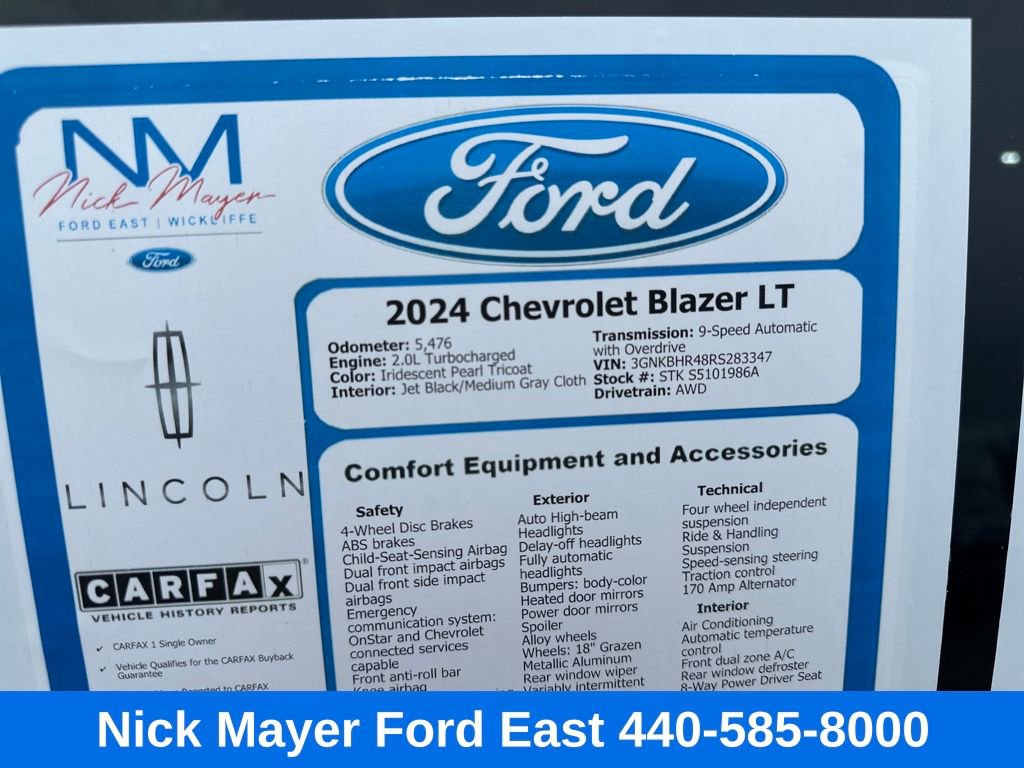 NM
Nick Mayer
FORD EAST | WICKLIFFE
Ford
Ford
LINCOLN
CARFAX
VEHICLE HISTORY REPORTS
✓ CARFAX 1 Single Owner
✓ Vehicle Qualifies for the CARFAX Buyback
Guarantee
Reported to CARFAX
2024 Chevrolet Blazer LT
Odometer: 5,476
Engine: 2.0L Turbocharged
Color: Iridescent Pearl Tricoat
Interior: Jet Black/Medium Gray Cloth
Transmission: 9-Speed Automatic
with Overdrive
VIN: 3GNKBHR48RS283347
Stock #: STK S5101986A
Drivetrain: AWD
Comfort Equipment and Accessories
Safety
4-Wheel Disc Brakes
ABS brakes
Child-Seat-Sensing Airbag
Dual front impact airbags
Dual front side impact
airbags
Emergency
communication system:
OnStar and Chevrolet
connected services
capable
Front anti-roll bar
Knee airbag
Exterior
Auto High-beam
Headlights
Delay-off headlights
Fully automatic
headlights
Bumpers: body-color
Heated door mirrors
Power door mirrors
Spoiler
Alloy wheels
Wheels: 18" Grazen
Metallic Aluminum
Rear window wiper
Variably intermittent
Technical
Four wheel independent
suspension
Ride & Handling
Suspension
Speed-sensing steering
Traction control
170 Amp Alternator
Interior
Air Conditioning
Automatic temperature
control
Front dual zone A/C
Rear window defroster
8-Way Power Driver Seat
Nick Mayer Ford East 440-585-8000